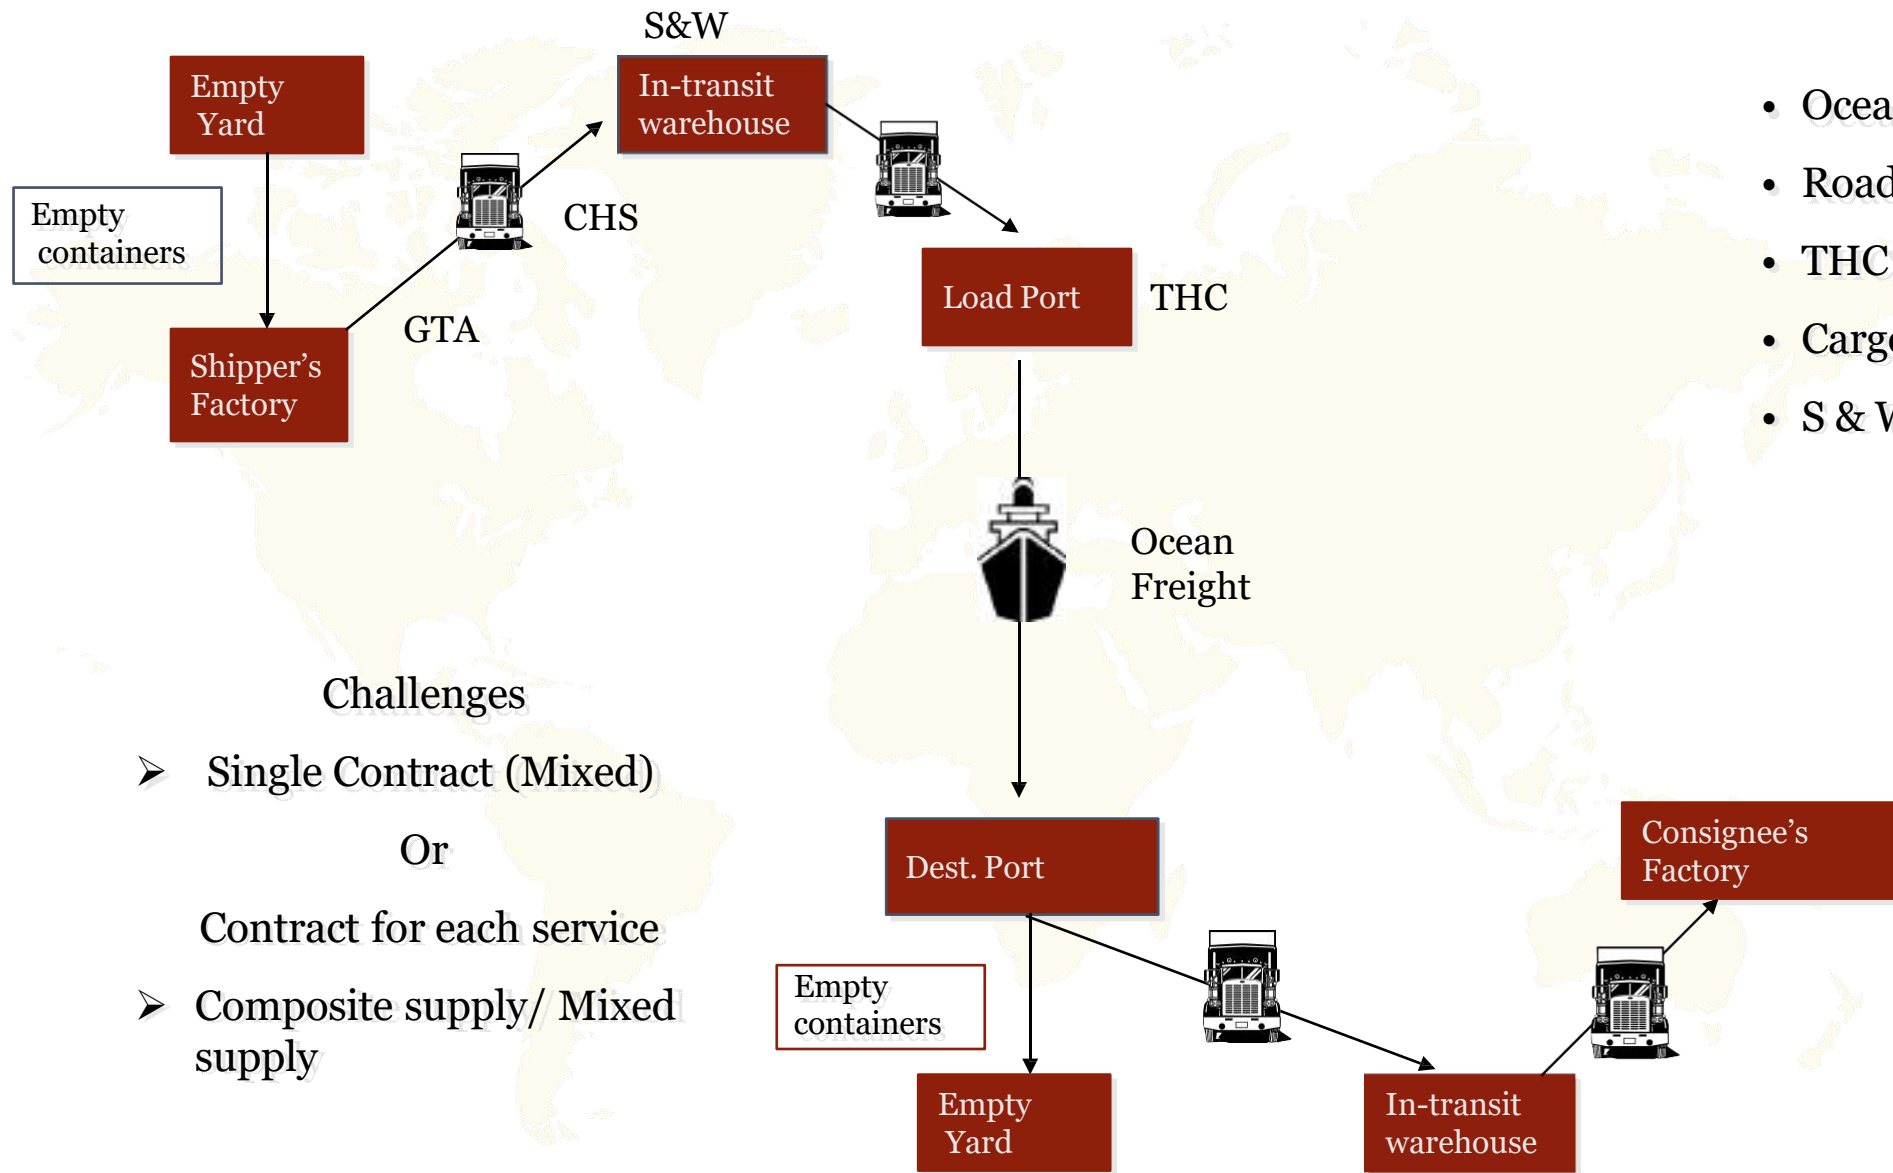 S&W
Empty
Yard
In-transit
warehouse
Empty
containers
CHS
GTA
Shipper’s
Factory
Load Port
THC
•
• 
• THC
•
• S &
Ocean
Freight
Challenges
➢ Single Contract (Mixed)
Or
Contract for each service
➢ Composite supply/ Mixed
supply
Dest. Port
Consignee’s
Factory
Empty
containers
Empty
Yard
In-transit
warehouse